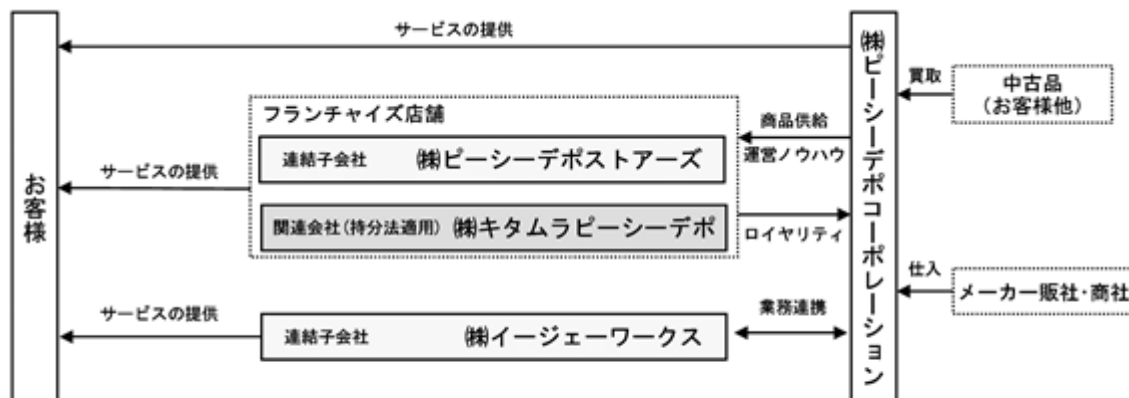 サービスの提供
お客様
㈱ピーシーデポコーポレーション
買取
中古品
(お客様他)
フランチャイズ店舗
商品供給
運営ノウハウ
連結子会社 ㈱ピーシーデポストアーズ
サービスの提供
関連会社(持分法適用) ㈱キタムラピーシーデポ
ロイヤリティ
仕入
メーカー販社・商社
サービスの提供
業務連携
連結子会社 ㈱イージェーワークス